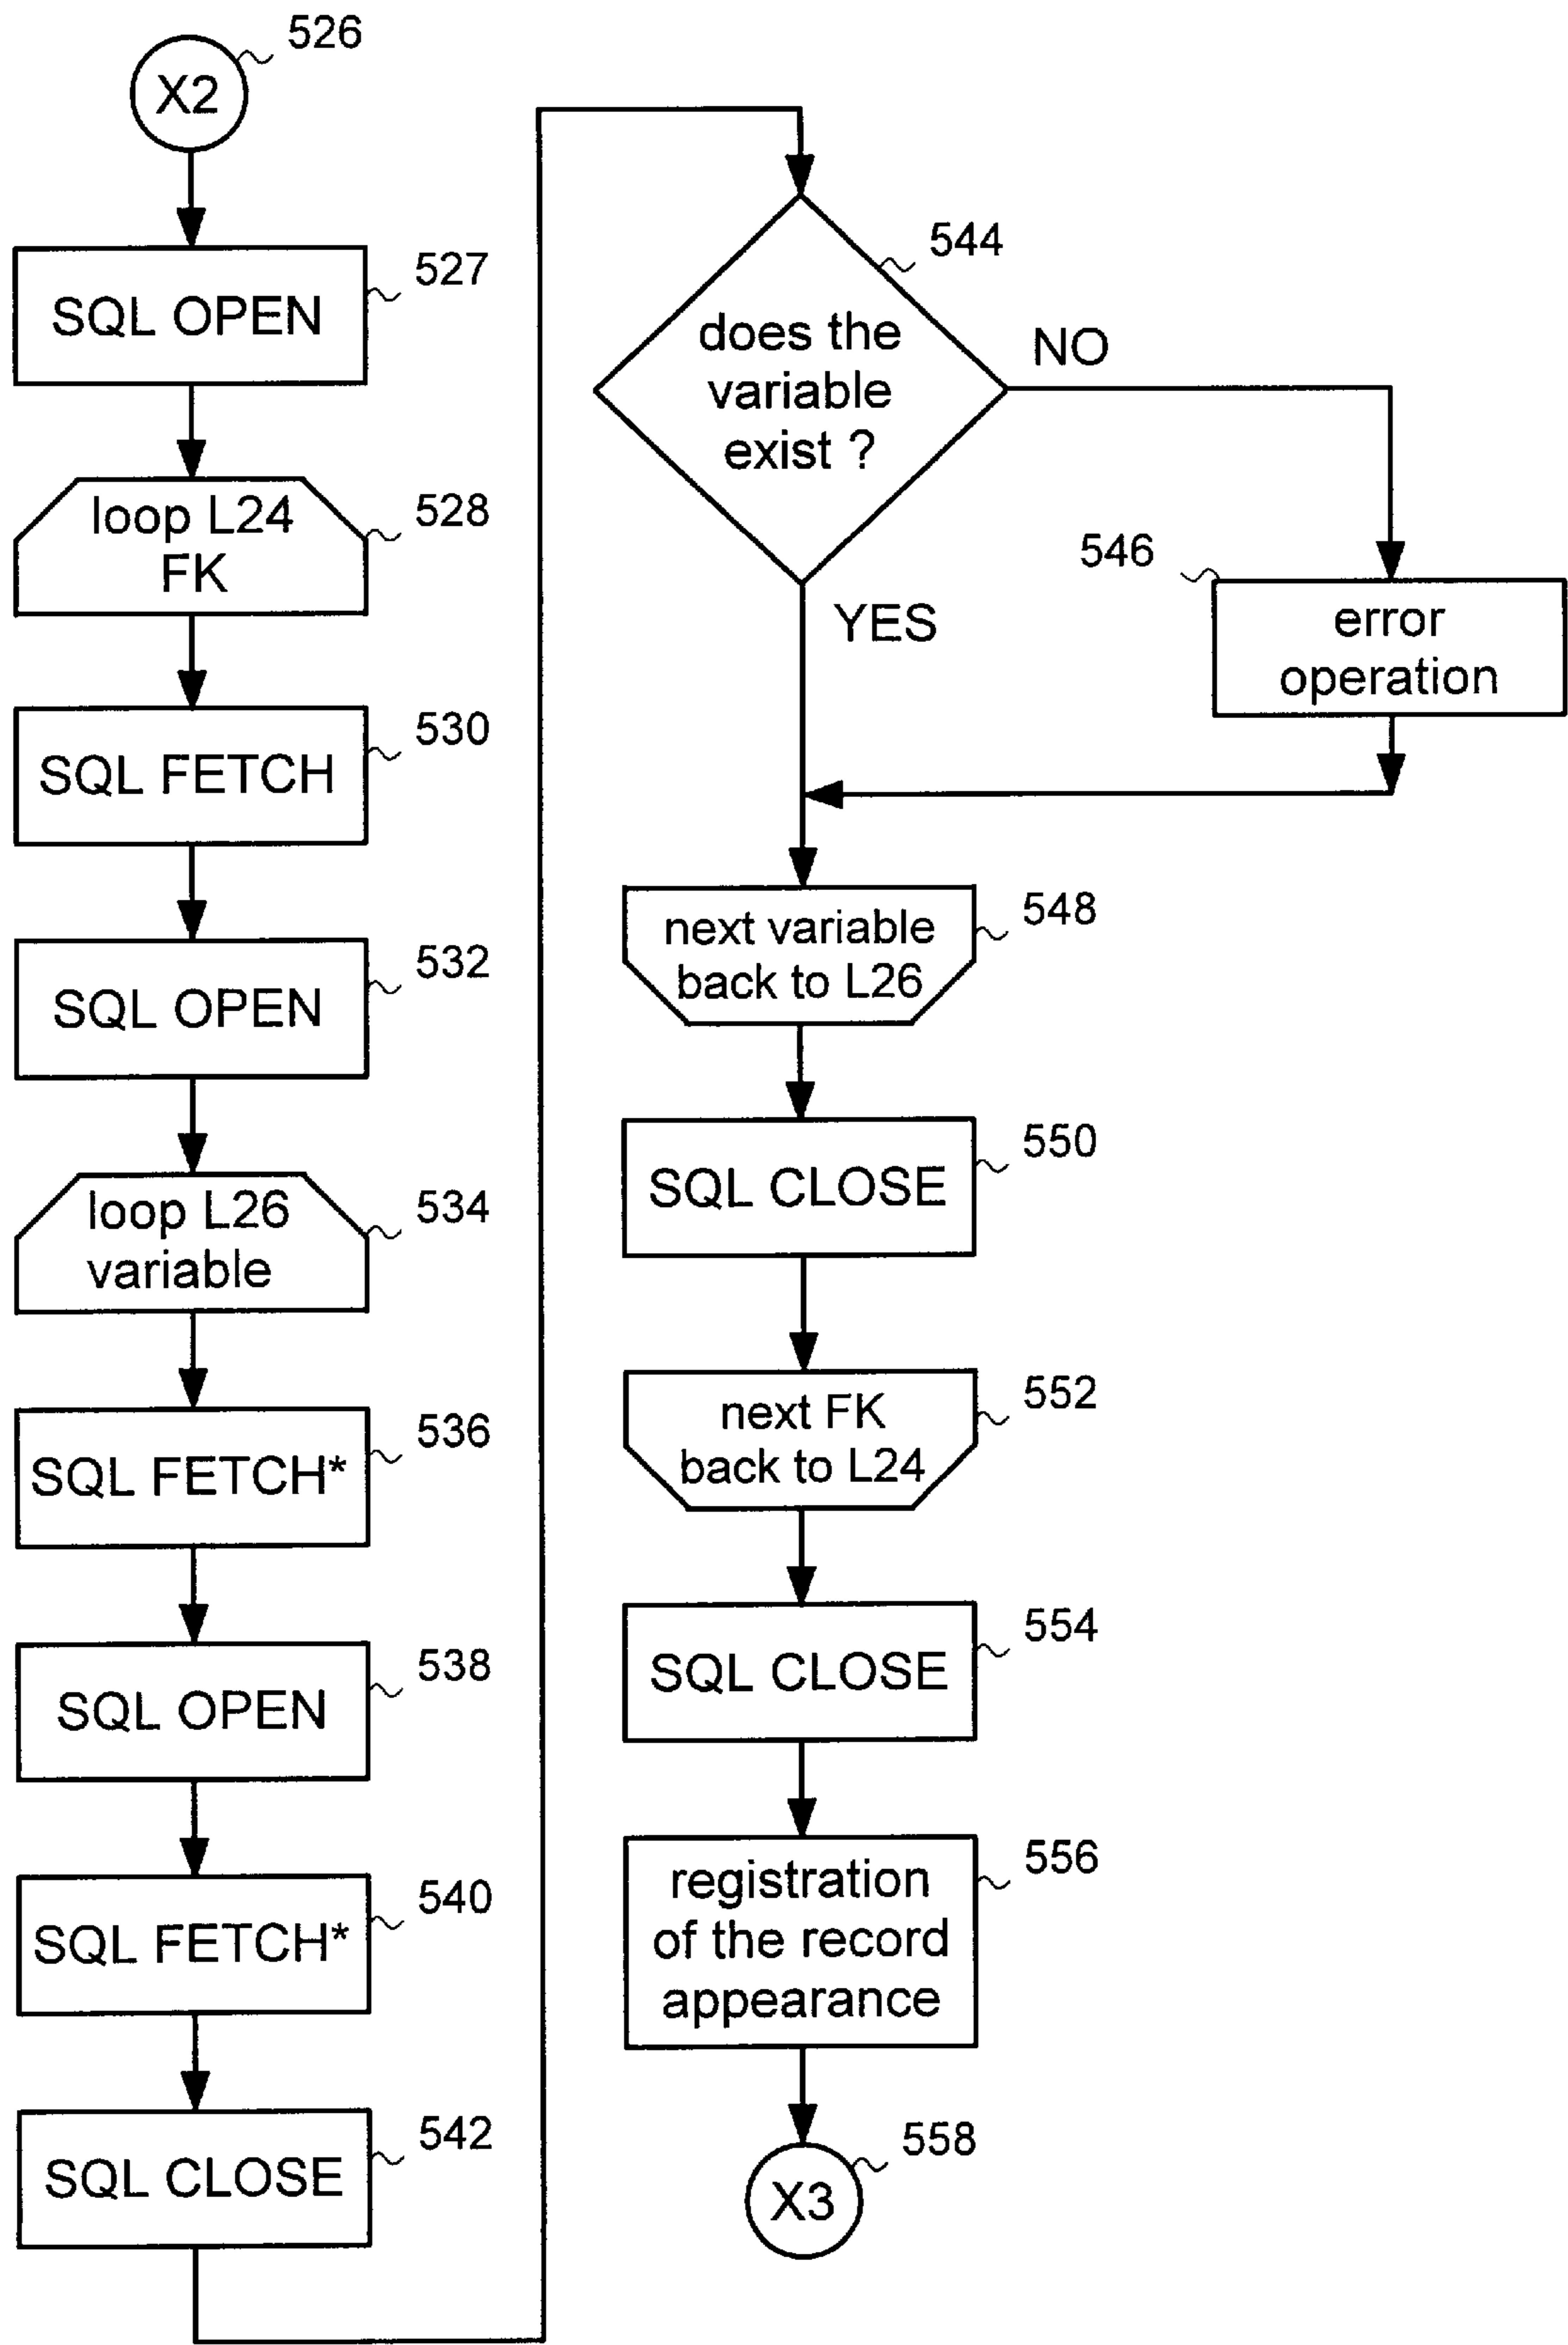 526
X2
527
SQL OPEN
528
loop L24
FK
530
SQL FETCH
532
SQL OPEN
534
loop L26
variable
536
SQL FETCH*
538
SQL OPEN
540
SQL FETCH*
542
SQL CLOSE
544
does the
variable
exist ?
NO
YES
546
error
operation
548
next variable
back to L26
550
SQL CLOSE
552
next FK
back to L24
554
SQL CLOSE
556
registration
of the record
appearance
558
X3